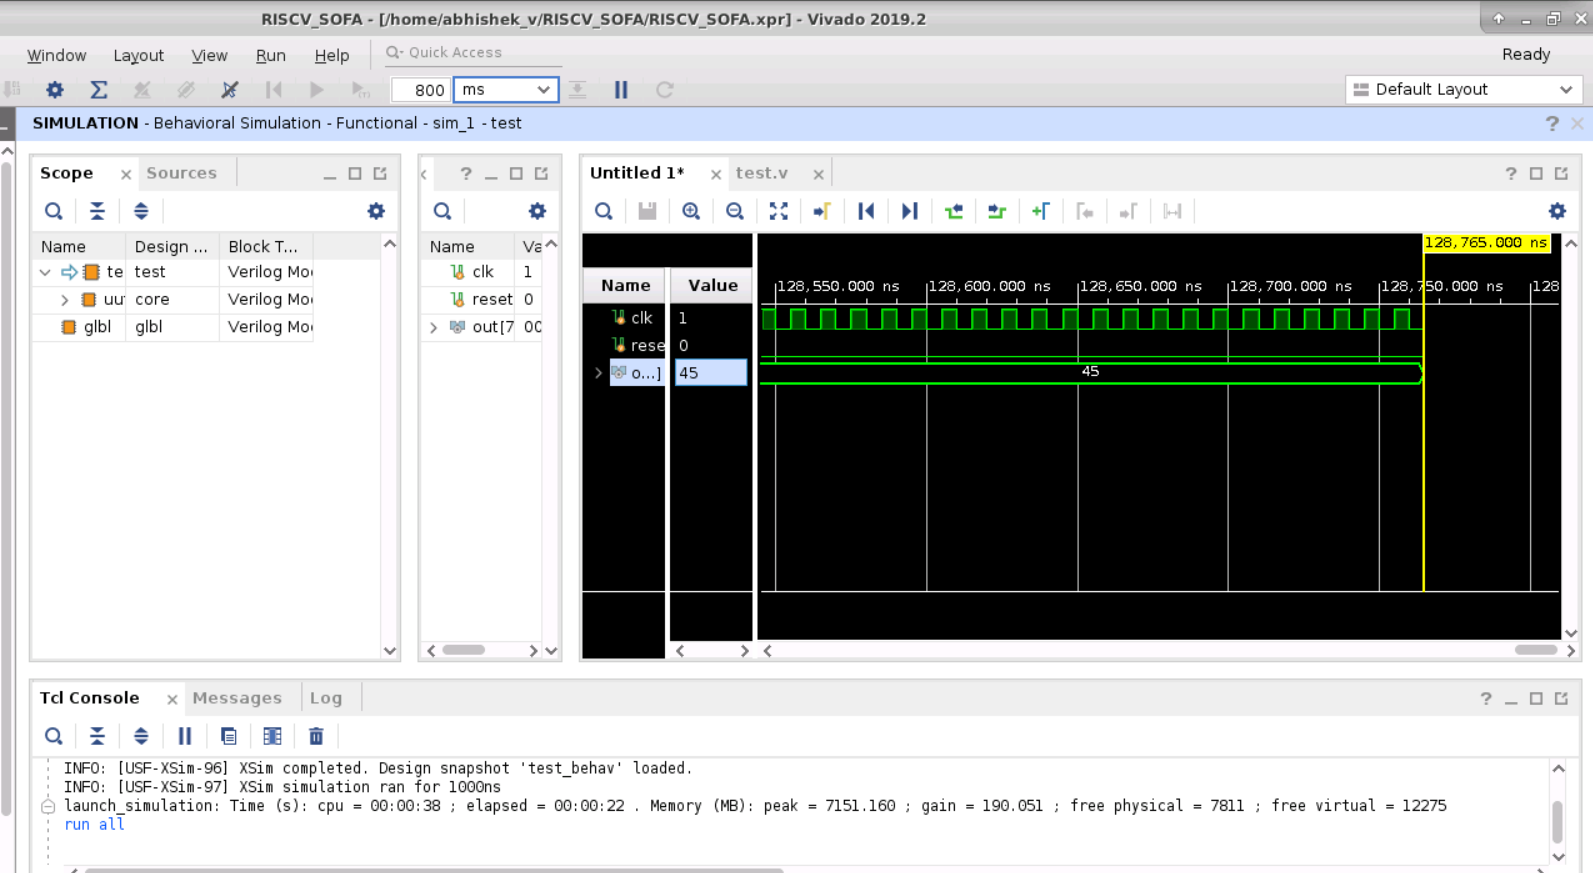 RISCV_SOFA - [/home/abhishek_v/RISCV_SOFA/RISCV_SOFA.xpr] - Vivado 2019.2
Window Layout View Run Help Quick Access Ready
800 ms Default Layout
SIMULATION - Behavioral Simulation - Functional - sim_1 - test ?
Scope Sources
Name Design ... Block T...
te test Verilog Mo
uu core Verilog Mo
glbl glbl Verilog Mo
?
Name Va
clk 1
reset 0
out[7 00
Untitled 1* test.v ?
128,765.000 ns
Name Value
128,550.000 ns 128,600.000 ns 128,650.000 ns 128,700.000 ns 128,750.000 ns 128
clk 1
rese 0
o...] 45 45
Tcl Console Messages Log ?
INFO: [USF-XSim-96] XSim completed. Design snapshot 'test_behav' loaded.
INFO: [USF-XSim-97] XSim simulation ran for 1000ns
launch_simulation: Time (s): cpu = 00:00:38 ; elapsed = 00:00:22 . Memory (MB): peak = 7151.160 ; gain = 190.051 ; free physical = 7811 ; free virtual = 12275
run all